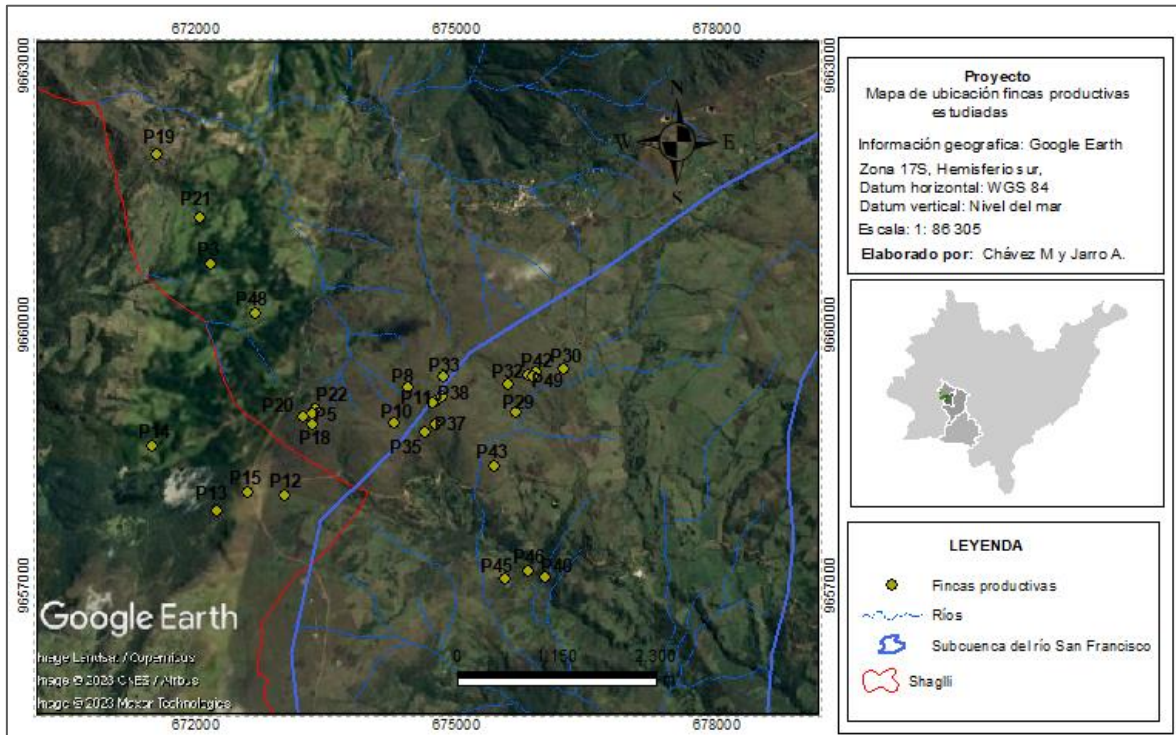 672000 675000 678000
9663000 9663000
N
W E
S
P19
P21
P3
P48
P42 P30
P33
P32
P49
P8
P38
P11
P22
P20 P5
P29
P10
P37
P18
P35
P14
P43
P15 P12
P13
9660000 9660000
P46
P45 P40
9657000 9657000
Google Earth
Image Landsat / Copernicus
Image © 2023 CNES / Airbus
Image © 2023 Maxar Technologies
0 1.150 2.300
m
672000 675000 678000
Proyecto
Mapa de ubicación fincas productivas
estudiadas
Información geografica: Google Earth
Zona 17S, Hemisferio sur,
Datum horizontal: WGS 84
Datum vertical: Nivel del mar
Escala: 1: 86 305
Elaborado por: Chávez M y Jarro A.
LEYENDA
Fincas productivas
Ríos
Subcuenca del río San Francisco
Shaglli